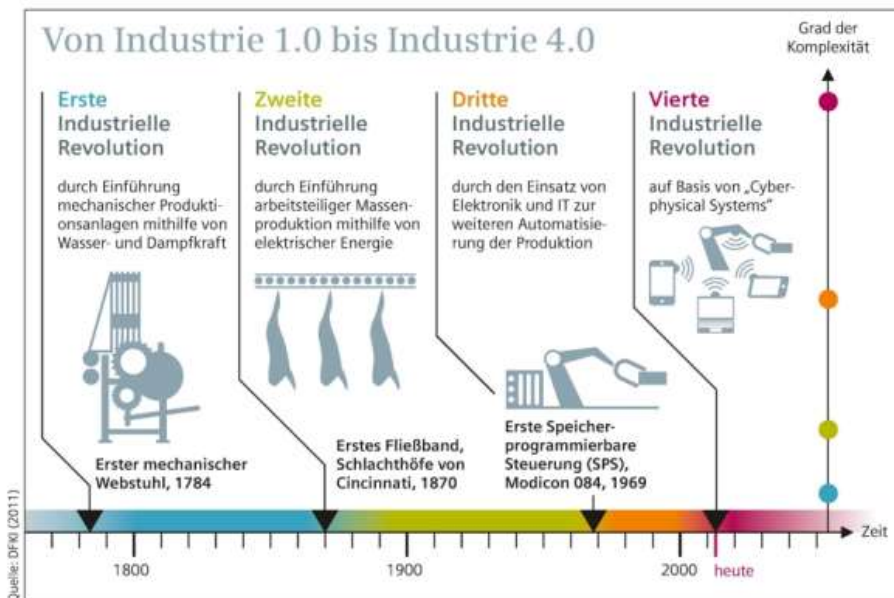 Von Industrie 1.0 bis Industrie 4.0
Grad der
Komplexität
Erste
Industrielle
Revolution
durch Einführung
mechanischer Produkti-
onsanlagen mithilfe von
Wasser- und Dampfkraft
Zweite
Industrielle
Revolution
durch Einführung
arbeitsteiliger Massen-
produktion mithilfe von
elektrischer Energie
Dritte
Industrielle
Revolution
durch den Einsatz von
Elektronik und IT zur
weiteren Automatisie-
rung der Produktion
Vierte
Industrielle
Revolution
auf Basis von „Cyber-
physical Systems“
Erster mechanischer
Webstuhl, 1784
Erstes Fließband,
Schlachthöfe von
Cincinnati, 1870
Erste Speicher-
programmierbare
Steuerung (SPS),
Modicon 084, 1969
Zeit
1800
1900
2000
heute
Quelle: DFKI (2011)